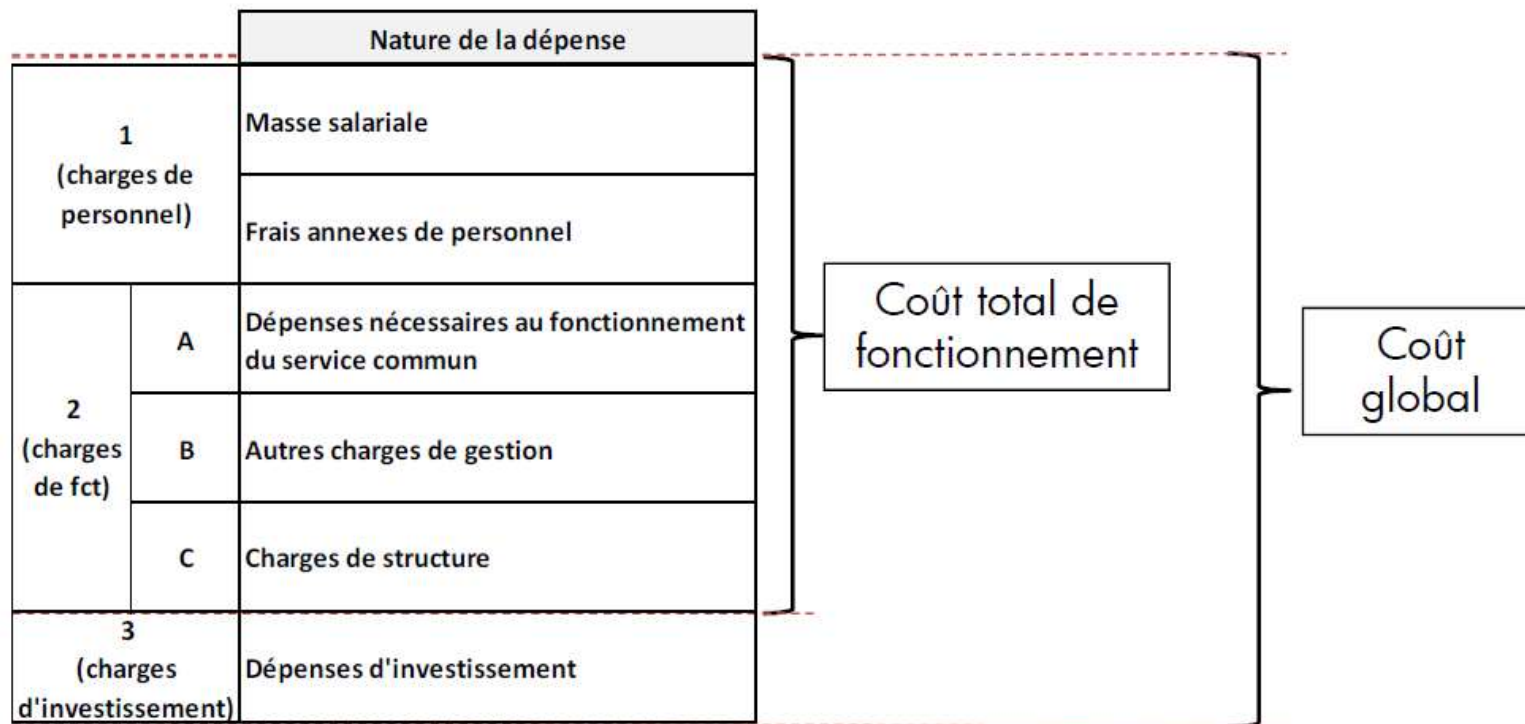 Nature de la dépense
1
(charges de
personnel)
Masse salariale
Frais annexes de personnel
2
(charges
de fct)
A
Dépenses nécessaires au fonctionnement
du service commun
B
Autres charges de gestion
C
Charges de structure
3
(charges
d'investissement)
Dépenses d'investissement
Coût total de
fonctionnement
Coût
global